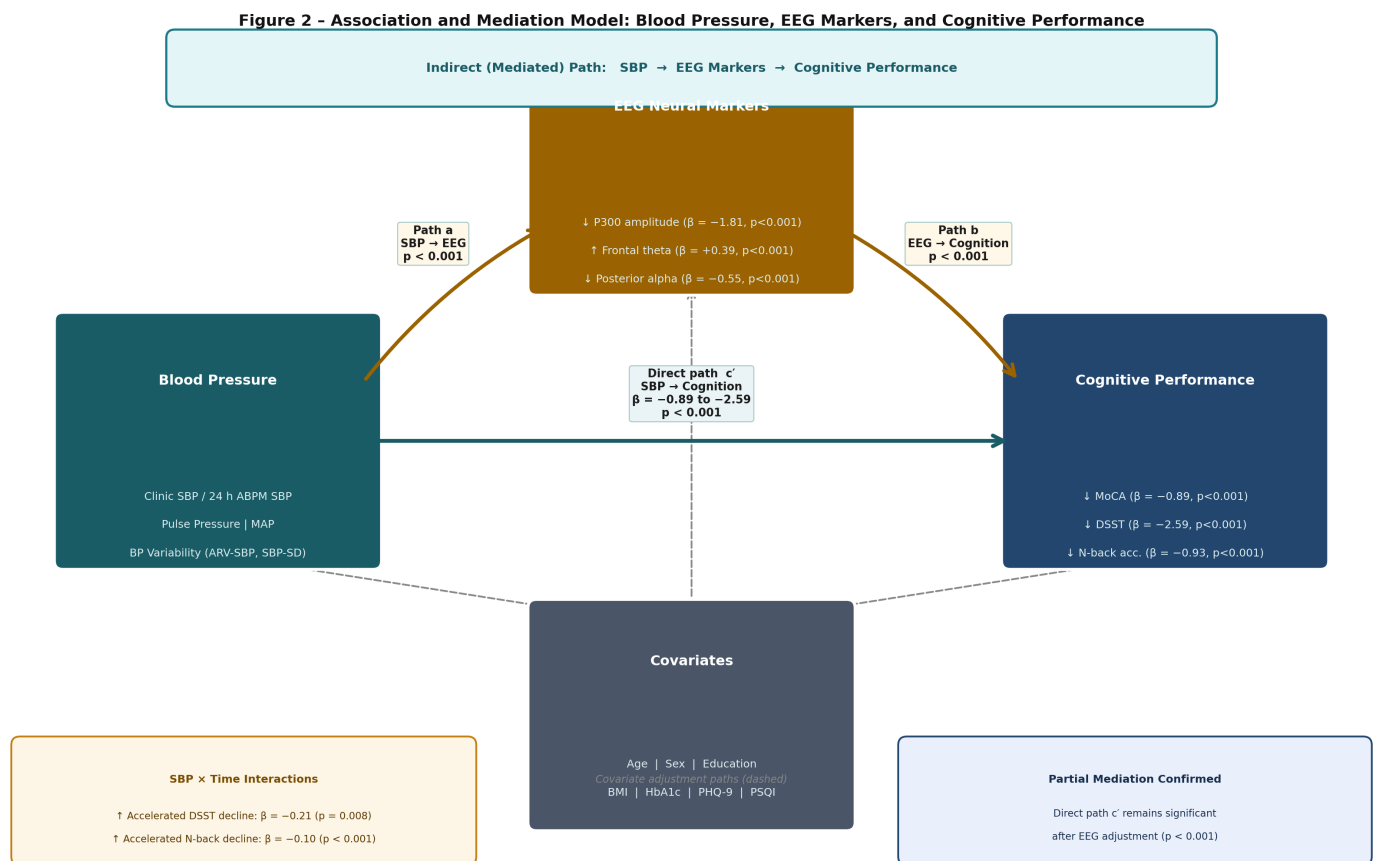 Figure 2 – Association and Mediation Model: Blood Pressure, EEG Markers, and Cognitive Performance
Indirect (Mediated) Path:   SBP  →  EEG Markers  →  Cognitive Performance
EEG Neural Markers
↓ P300 amplitude (β = −1.81, p<0.001)
↑ Frontal theta (β = +0.39, p<0.001)
↓ Posterior alpha (β = −0.55, p<0.001)
Path a
SBP → EEG
p < 0.001
Path b
EEG → Cognition
p < 0.001
Blood Pressure
Clinic SBP / 24 h ABPM SBP
Pulse Pressure | MAP
BP Variability (ARV-SBP, SBP-SD)
Direct path  c′
SBP → Cognition
β = −0.89 to −2.59
p < 0.001
Cognitive Performance
↓ MoCA (β = −0.89, p<0.001)
↓ DSST (β = −2.59, p<0.001)
↓ N-back acc. (β = −0.93, p<0.001)
Covariates
Age  |  Sex  |  Education
Covariate adjustment paths (dashed)
BMI  |  HbA1c  |  PHQ-9  |  PSQI
SBP × Time Interactions
↑ Accelerated DSST decline: β = −0.21 (p = 0.008)
↑ Accelerated N-back decline: β = −0.10 (p < 0.001)
Partial Mediation Confirmed
Direct path c′ remains significant
after EEG adjustment (p < 0.001)